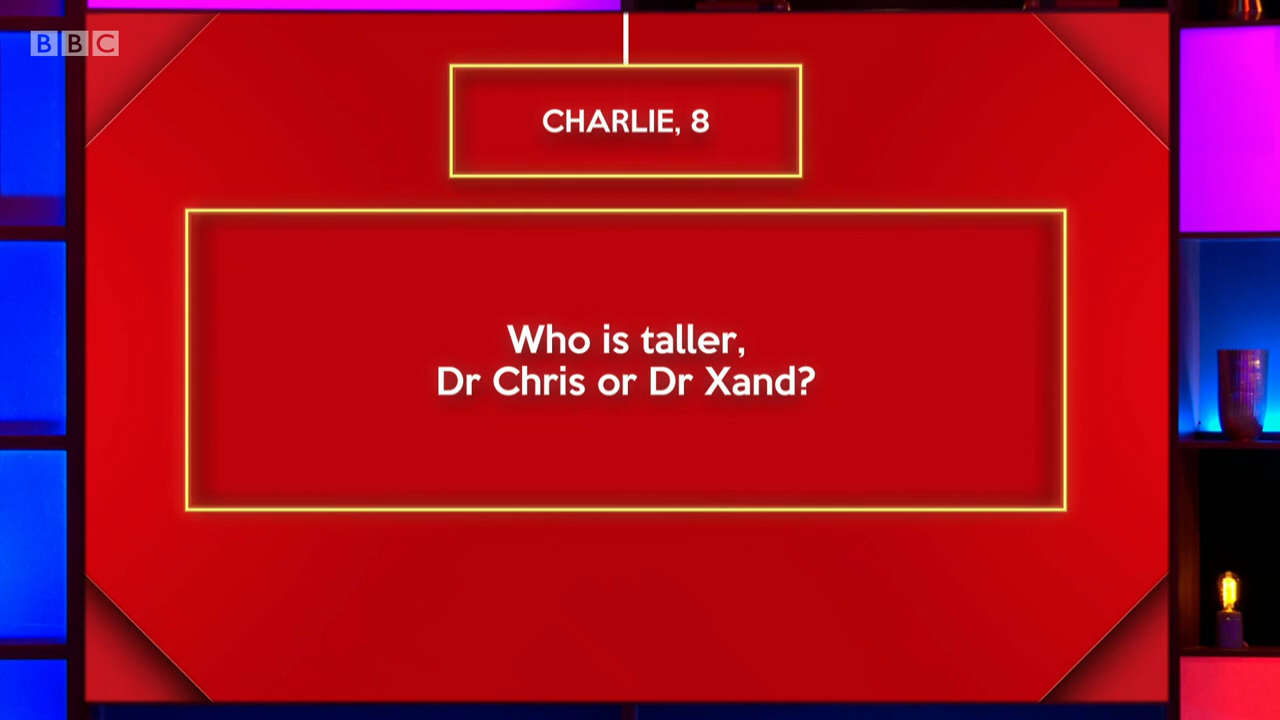 BBC
CHARLIE, 8
Who is taller,
Dr Chris or Dr Xand?